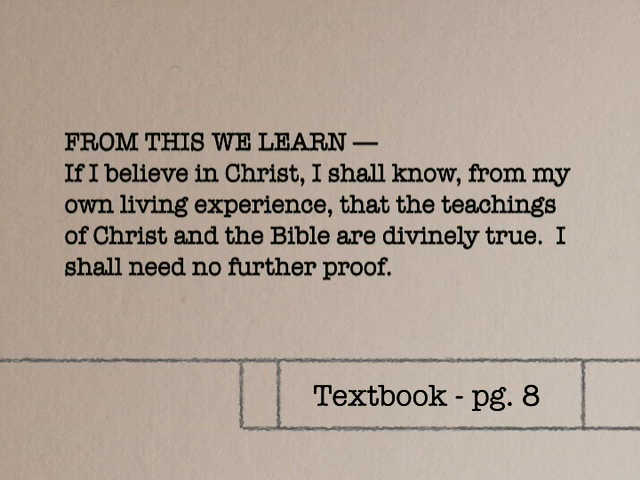 FROM THIS WE LEARN —
If I believe in Christ, I shall know, from my
own living experience, that the teachings
of Christ and the Bible are divinely true.  I
shall need no further proof.
Textbook - pg. 8